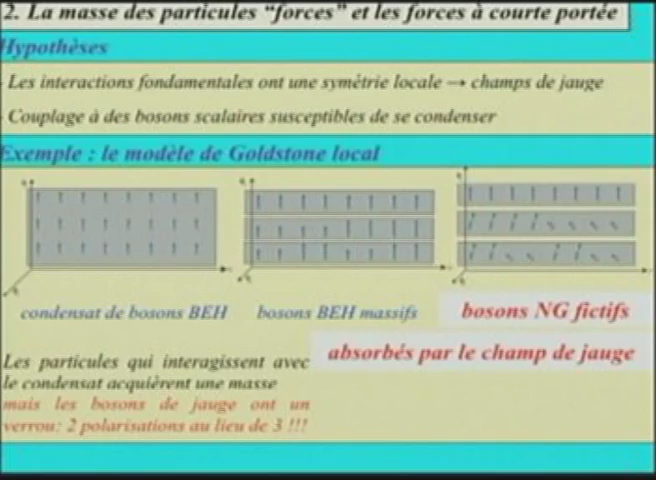 2. La masse des particules “forces” et les forces à courte portée
Hypothèses
Les interactions fondamentales ont une symétrie locale → champs de jauge
Couplage à des bosons scalaires susceptibles de se condenser
Exemple : le modèle de Goldstone local
condensat de bosons BEH
bosons BEH massifs
bosons NG fictifs
absorbés par le champ de jauge
Les particules qui interagissent avec
le condensat acquièrent une masse
mais les bosons de jauge ont un
verrou: 2 polarisations au lieu de 3 !!!